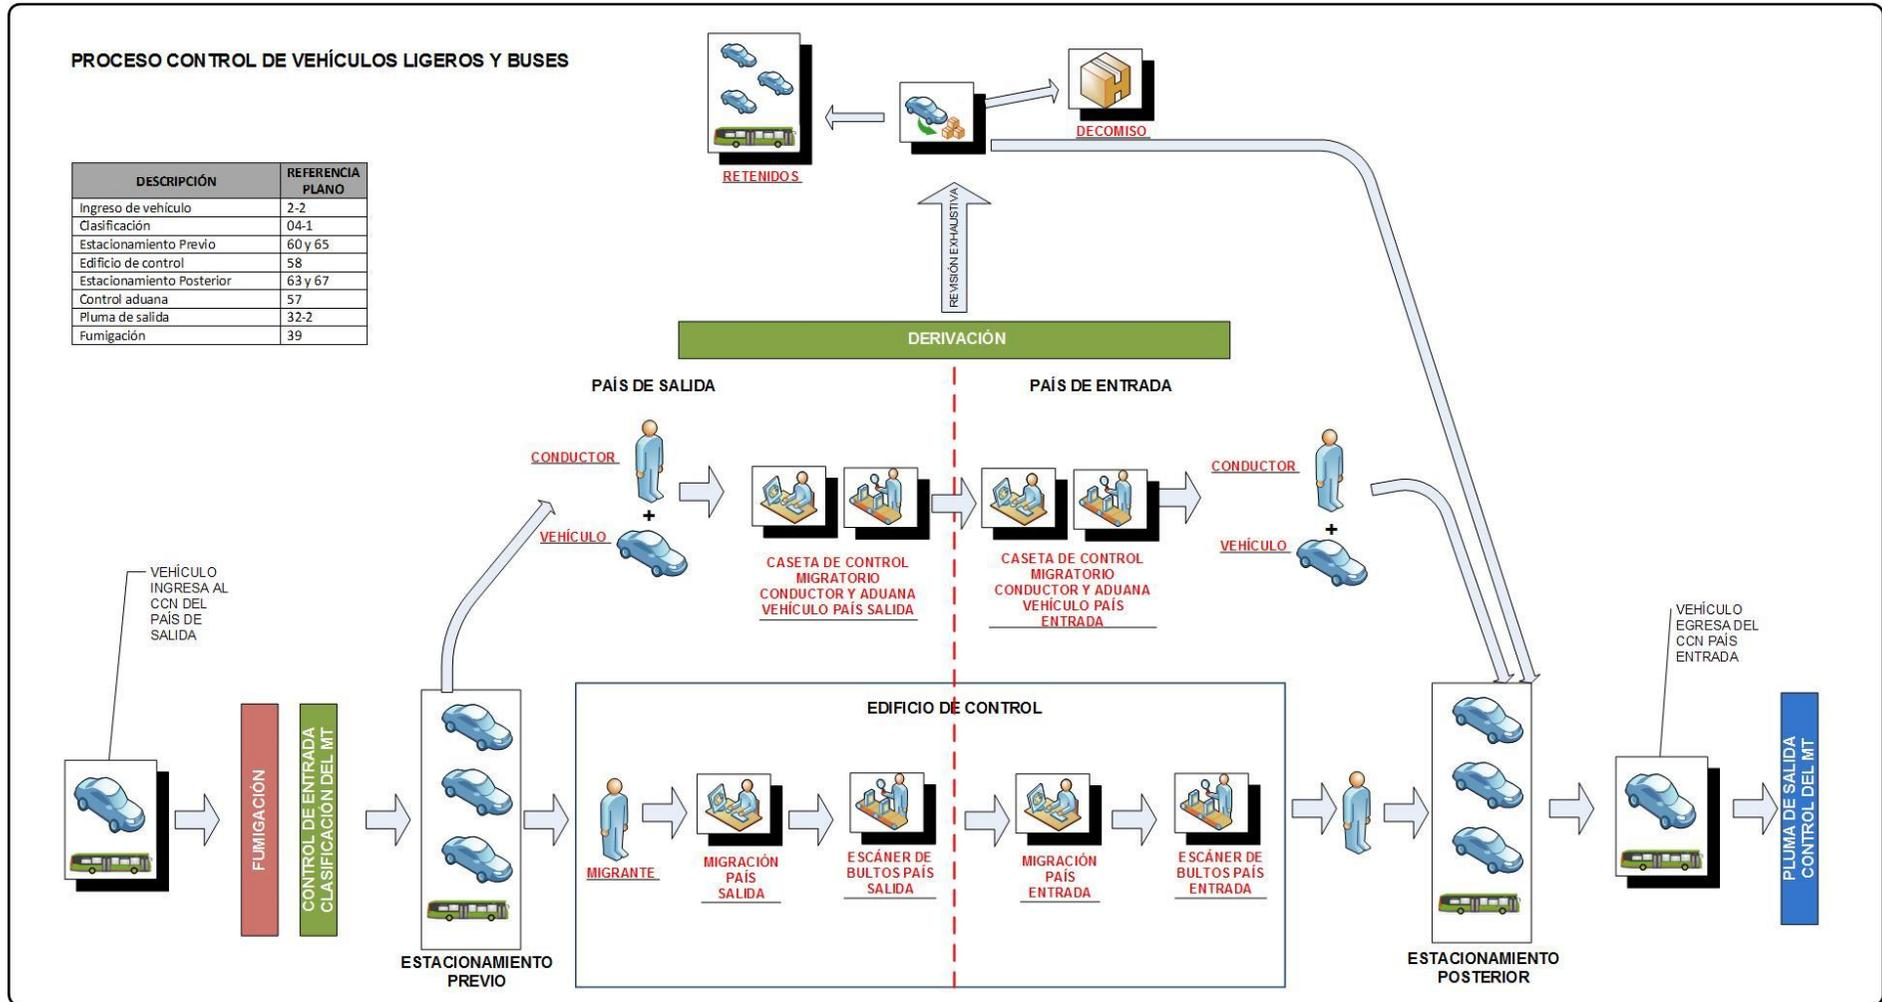 PROCESO CONTROL DE VEHÍCULOS LIGEROS Y BUSES
DESCRIPCIÓN
REFERENCIA
PLANO
Ingreso de vehículo 2-2
Clasificación 04-1
Estacionamiento Previo 60 y 65
Edificio de control 58
Estacionamiento Posterior 63 y 67
Control aduana 57
Pluma de salida 32-2
Fumigación 39
RETENIDOS
DECOMISO
REVISIÓN EXHAUSTIVA
DERIVACIÓN
PAÍS DE SALIDA
PAÍS DE ENTRADA
CONDUCTOR
+
VEHÍCULO
CASETA DE CONTROL
MIGRATORIO
CONDUCTOR Y ADUANA
VEHÍCULO PAÍS SALIDA
CASETA DE CONTROL
MIGRATORIO
CONDUCTOR Y ADUANA
VEHÍCULO PAÍS
ENTRADA
CONDUCTOR
+
VEHÍCULO
VEHÍCULO
INGRESA AL
CCN DEL
PAÍS DE
SALIDA
FUMIGACIÓN
CONTROL DE ENTRADA
CLASIFICACIÓN DEL MT
ESTACIONAMIENTO
PREVIO
EDIFICIO DE CONTROL
MIGRANTE
MIGRACIÓN
PAÍS
SALIDA
ESCÁNER DE
BULTOS PAÍS
SALIDA
MIGRACIÓN
PAÍS
ENTRADA
ESCÁNER DE
BULTOS PAÍS
ENTRADA
ESTACIONAMIENTO
POSTERIOR
VEHÍCULO
EGRESA DEL
CCN PAÍS
ENTRADA
PLUMA DE SALIDA
CONTROL DEL MT